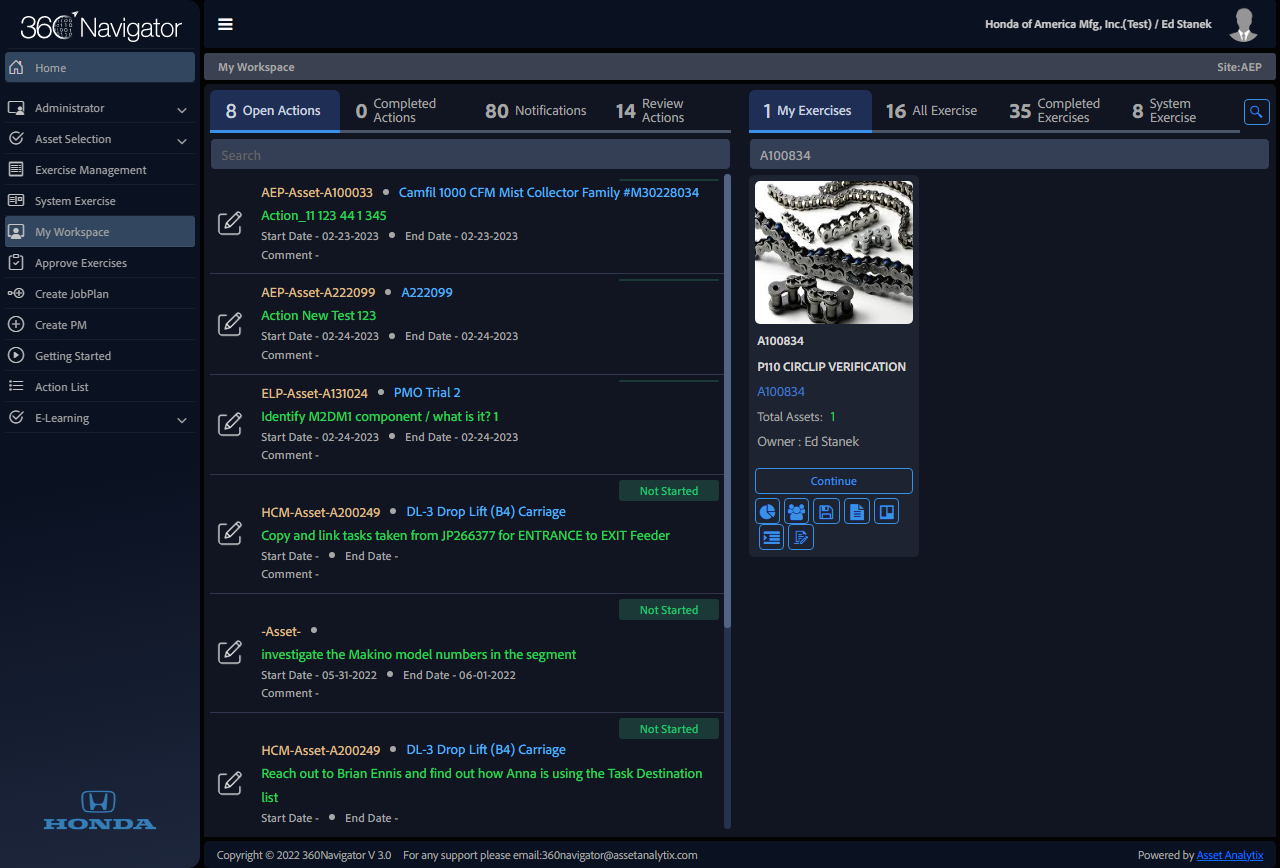 360 Navigator
Honda of America Mfg, Inc.(Test) / Ed Stanek
Home
Administrator
Asset Selection
Exercise Management
System Exercise
My Workspace
Approve Exercises
Create JobPlan
Create PM
Getting Started
Action List
E-Learning
HONDA
My Workspace
Site:AEP
8 Open Actions
0 Completed Actions
80 Notifications
14 Review Actions
Search
AEP-Asset-A100033 • Camfil 1000 CFM Mist Collector Family #M30228034
Action_11 123 44 1 345
Start Date - 02-23-2023 • End Date - 02-23-2023
Comment -
AEP-Asset-A222099 • A222099
Action New Test 123
Start Date - 02-24-2023 • End Date - 02-24-2023
Comment -
ELP-Asset-A131024 • PMO Trial 2
Identify M2DM1 component / what is it? 1
Start Date - 02-24-2023 • End Date - 02-24-2023
Comment -
Not Started
HCM-Asset-A200249 • DL-3 Drop Lift (B4) Carriage
Copy and link tasks taken from JP266377 for ENTRANCE to EXIT Feeder
Start Date - • End Date -
Comment -
Not Started
-Asset- •
investigate the Makino model numbers in the segment
Start Date - 05-31-2022 • End Date - 06-01-2022
Comment -
Not Started
HCM-Asset-A200249 • DL-3 Drop Lift (B4) Carriage
Reach out to Brian Ennis and find out how Anna is using the Task Destination
list
Start Date - • End Date -
1 My Exercises
16 All Exercise
35 Completed Exercises
8 System Exercise
A100834
A100834
P110 CIRCLIP VERIFICATION
A100834
Total Assets: 1
Owner : Ed Stanek
Continue
Copyright © 2022 360Navigator V 3.0 For any support please email:360navigator@assetanalytix.com
Powered by Asset Analytix